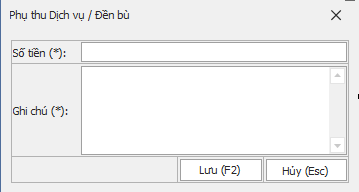 Phụ thu Dịch vụ / Đền bù
Số tiền (*):
Ghi chú (*):
Lưu (F2) Hủy (Esc)